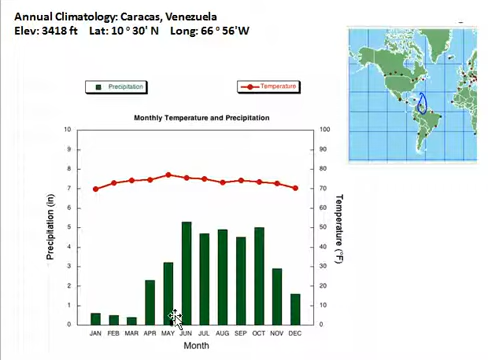 Annual Climatology: Caracas, Venezuela
Elev: 3418 ft Lat: 10 ° 30' N Long: 66 ° 56'W
Precipitation
Temperature
Monthly Temperature and Precipitation
10 100
9 90
8 80
7 70
6 60
5 50
4 40
3 30
2 20
1 10
0 0
Precipitation (in)
Temperature (°F)
JAN FEB MAR APR MAY JUN JUL AUG SEP OCT NOV DEC
Month